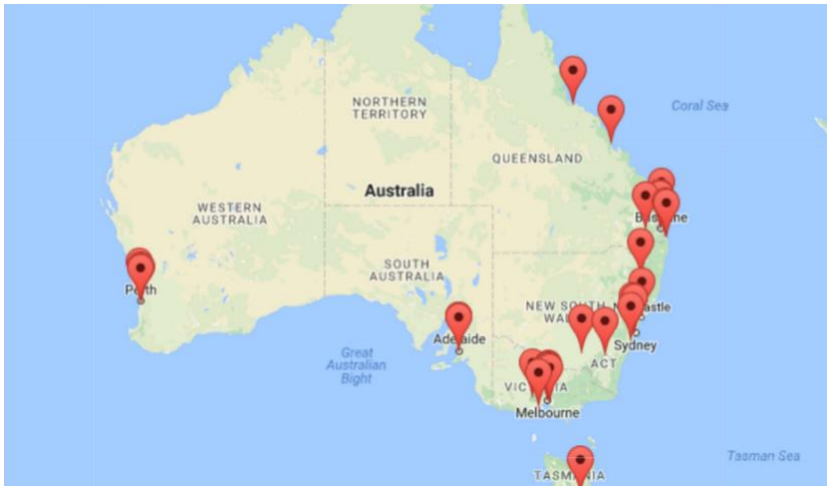 Coral Sea
NORTHERN
TERRITORY
QUEENSLAND
Australia
WESTERN
AUSTRALIA
SOUTH
AUSTRALIA
Perth
Adelaide
NEW SOUTH
Sydney
ACT
Great
Australian
Bight
Melbourne
Tasman Sea